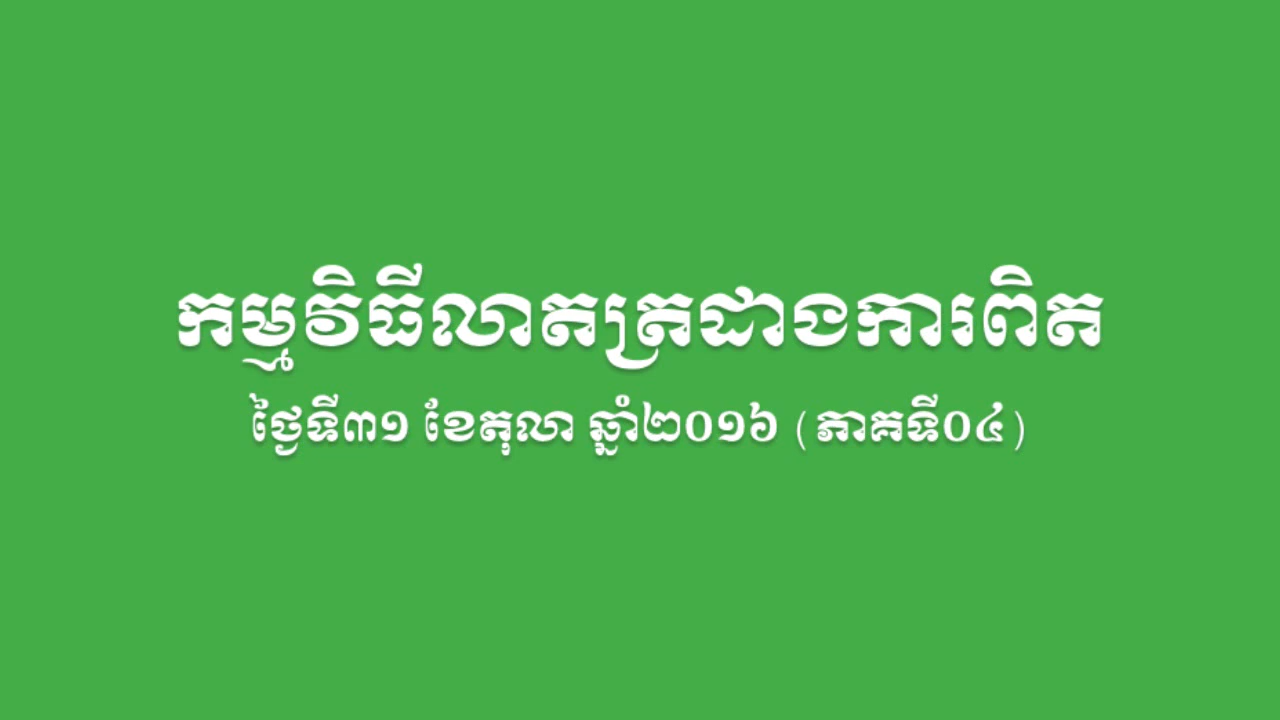 កម្មវិធីលាតត្រដាងការពិត
ថ្ងៃទី៣១ ខែតុលា ឆ្នាំ២០១៦ (ភាគទី០៤)